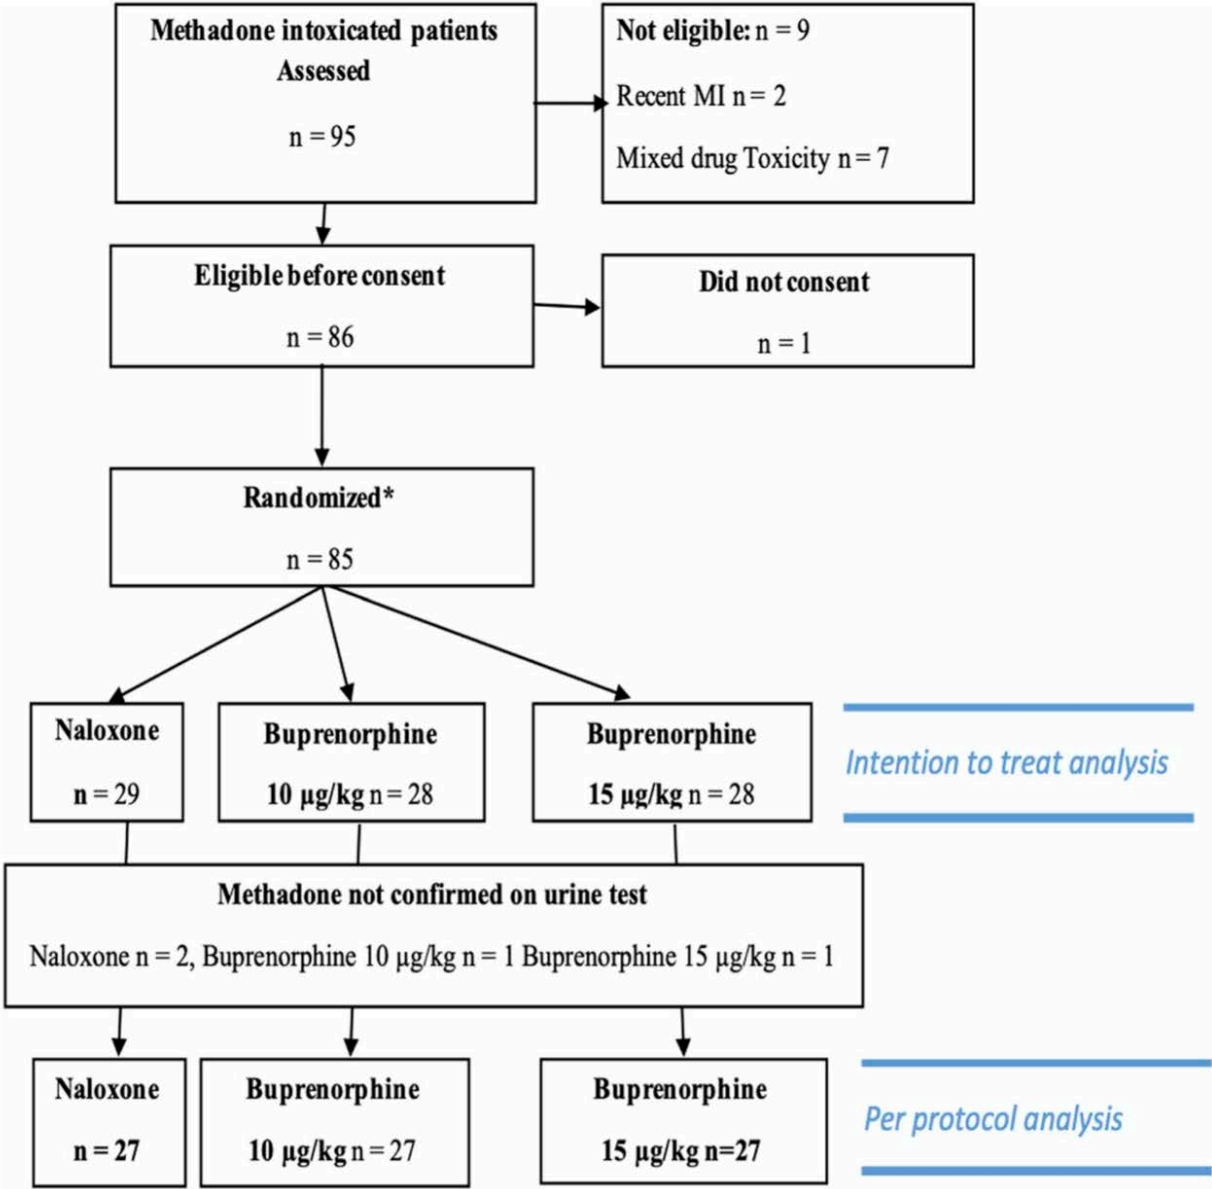 Methadone intoxicated patients
Assessed
n = 95
Not eligible: n = 9
Recent MI n = 2
Mixed drug Toxicity n = 7
Eligible before consent
n = 86
Did not consent
n = 1
Randomized*
n = 85
Naloxone
n = 29
Buprenorphine
10 µg/kg n = 28
Buprenorphine
15 µg/kg n = 28
Intention to treat analysis
Methadone not confirmed on urine test
Naloxone n = 2, Buprenorphine 10 µg/kg n = 1 Buprenorphine 15 µg/kg n = 1
Naloxone
n = 27
Buprenorphine
10 µg/kg n = 27
Buprenorphine
15 µg/kg n=27
Per protocol analysis